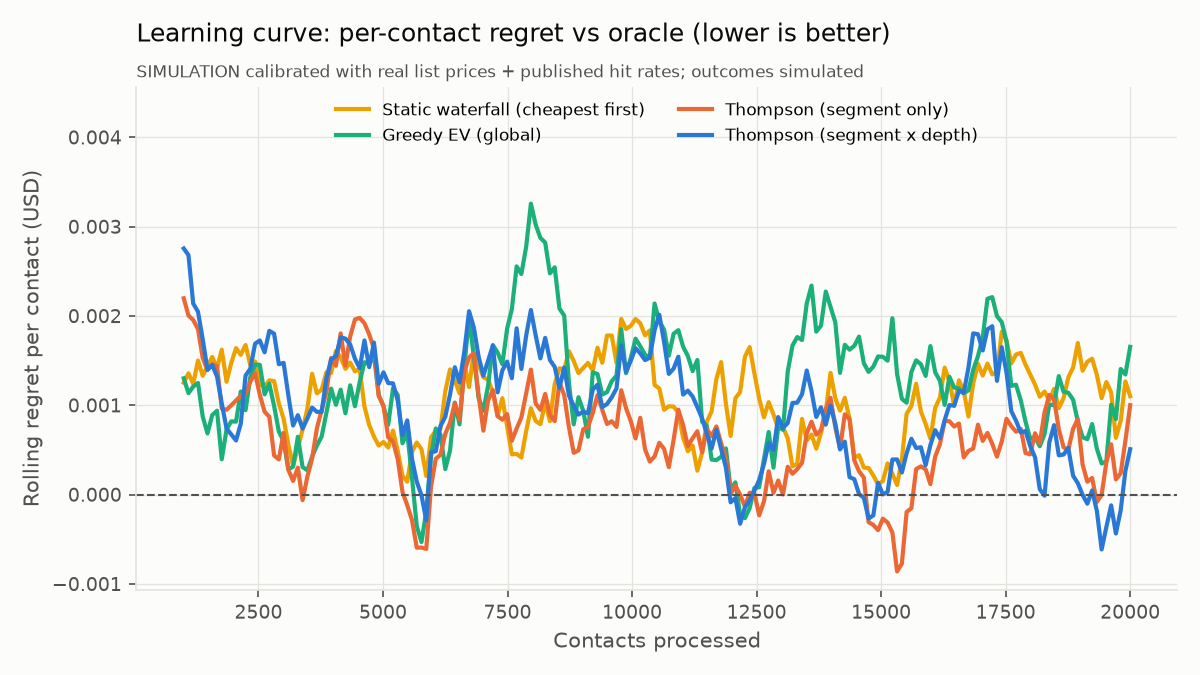 Learning curve: per-contact regret vs oracle (lower is better)
SIMULATION calibrated with real list prices + published hit rates; outcomes simulated
Static waterfall (cheapest first)
Greedy EV (global)
Thompson (segment only)
Thompson (segment x depth)
Rolling regret per contact (USD)
0.004
0.003
0.002
0.001
0.000
−0.001
2500 5000 7500 10000 12500 15000 17500 20000
Contacts processed